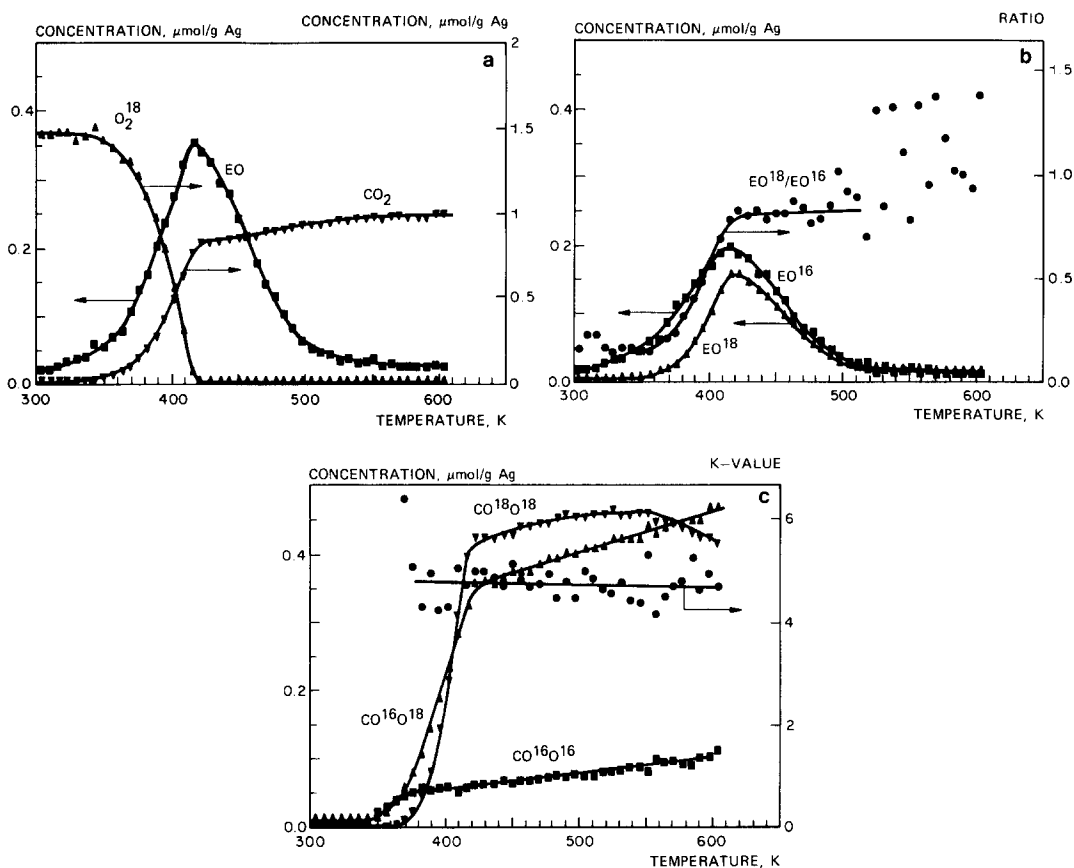 CONCENTRATION, μmol/g Ag
CONCENTRATION, μmol/g Ag
a
2
1.5
1
0.5
0
0.4
0.2
0.0
O₂¹⁸
EO
CO₂
300
400
500
600
TEMPERATURE, K
CONCENTRATION, μmol/g Ag
RATIO
b
1.5
1.0
0.5
0.0
0.4
0.2
0.0
EO¹⁸/EO¹⁶
EO¹⁶
EO¹⁸
300
400
500
600
TEMPERATURE, K
CONCENTRATION, μmol/g Ag
K-VALUE
c
6
4
2
0
0.4
0.2
0.0
CO¹⁸O¹⁸
CO¹⁶O¹⁸
CO¹⁶O¹⁶
300
400
500
600
TEMPERATURE, K